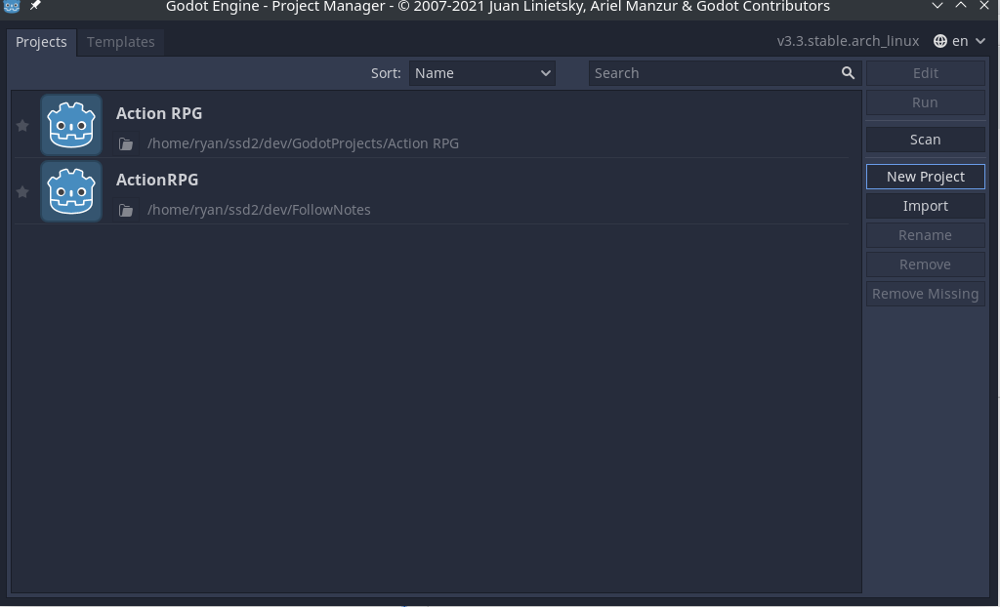 Godot Engine - Project Manager - © 2007-2021 Juan Linietsky, Ariel Manzur & Godot Contributors
Projects Templates v3.3.stable.arch_linux en
Sort: Name Search Edit
Run
Action RPG
/home/ryan/ssd2/dev/GodotProjects/Action RPG
Scan
ActionRPG
/home/ryan/ssd2/dev/FollowNotes
New Project
Import
Rename
Remove
Remove Missing